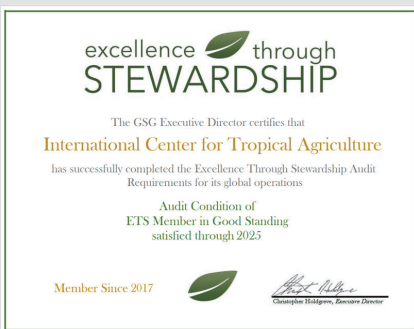 excellence through
STEWARDSHIP
The GSG Executive Director certifies that
International Center for Tropical Agriculture
has successfully completed the Excellence Through Stewardship Audit
Requirements for its global operations
Audit Condition of
ETS Member in Good Standing
satisfied through 2025
Member Since 2017
Christopher Holdgreve, Executive Director